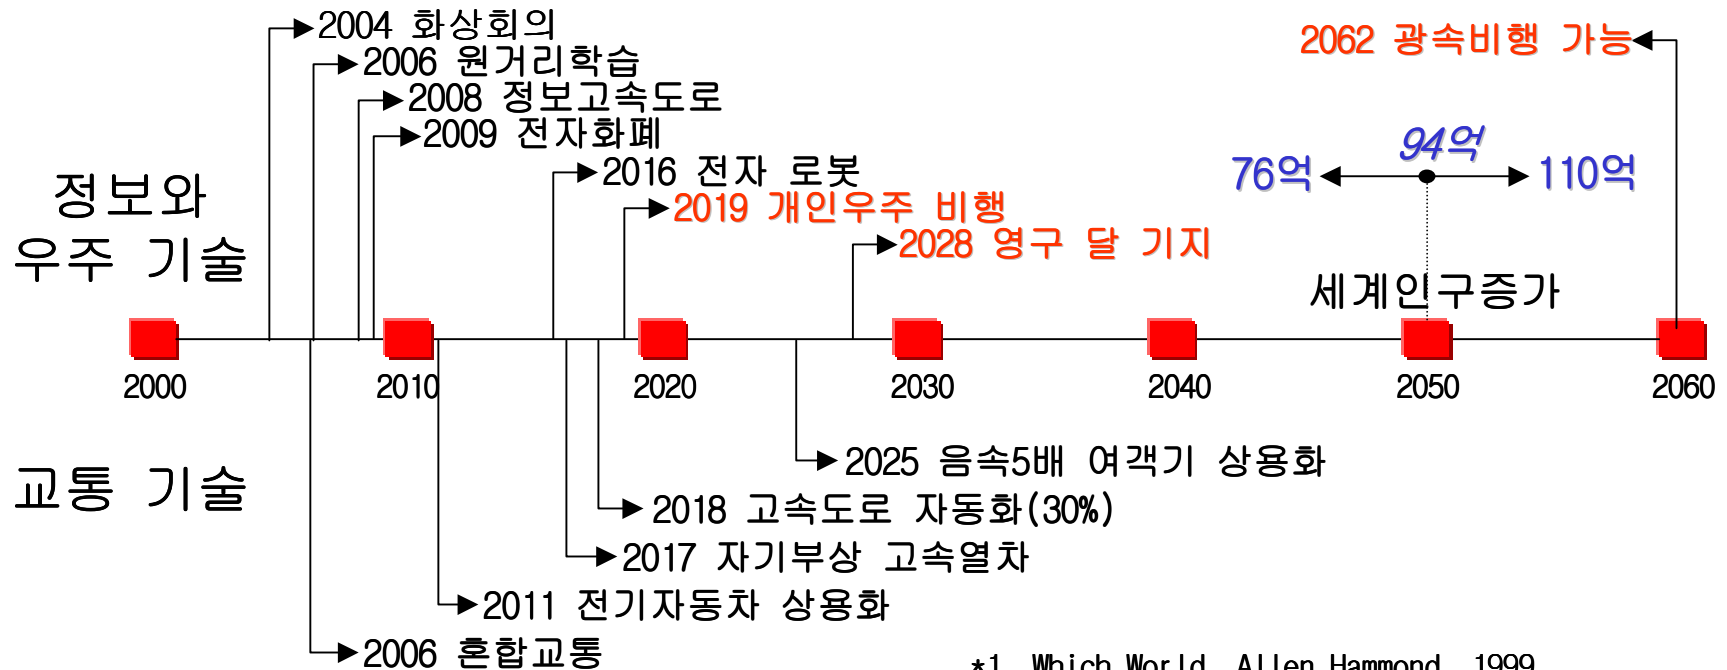 2004 화상회의
2006 원거리학습
2008 정보고속도로
2009 전자화폐
2016 전자 로봇
2019 개인우주 비행
2028 영구 달 기지
2062 광속비행 가능
94억
76억
110억
세계인구증가
정보와
우주 기술
2000
2010
2020
2030
2040
2050
2060
교통 기술
2025 음속5배 여객기 상용화
2018 고속도로 자동화(30%)
2017 자기부상 고속열차
2011 전기자동차 상용화
2006 혼합교통
*1 Which World, Allen Hammond, 1999